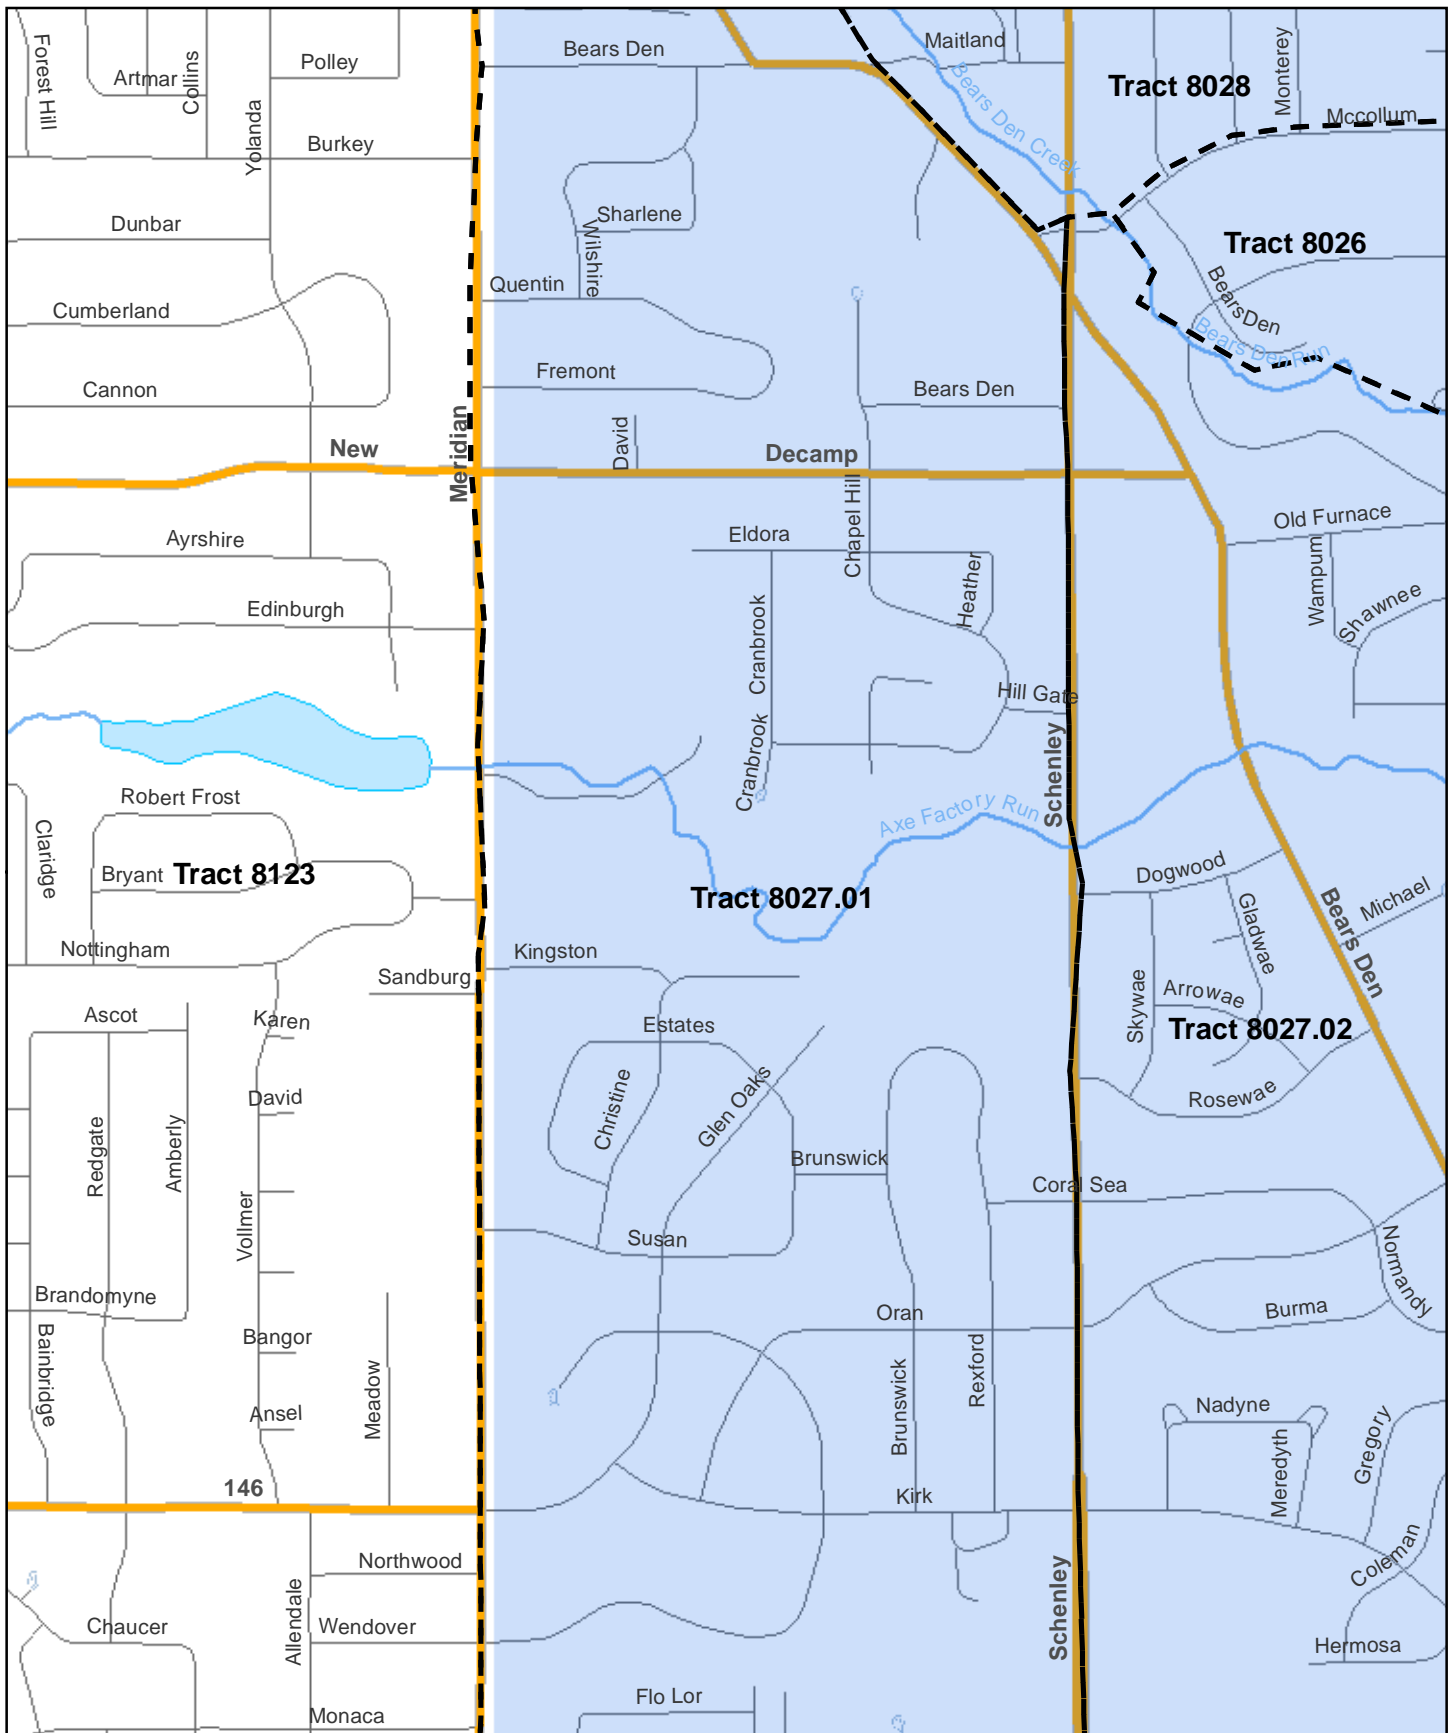 Forest Hill
Artmar
Collins
Polley
Yolanda
Burkey
Bears Den
Maitland
Bears Den Creek
Tract 8028
Monterey
Mccollum
Dunbar
Sharlene
Wilshire
Tract 8026
Quentin
BearsDen
Bears Den Run
Cumberland
Fremont
Cannon
Bears Den
New
Meridian
David
Decamp
Chapel Hill
Old Furnace
Ayrshire
Eldora
Heather
Wampum
Shawnee
Edinburgh
Cranbrook
Hill Gate
Cranbrook
Schenley
Robert Frost
Axe Factory Run
Claridge
Bryant
Tract 8123
Tract 8027.01
Dogwood
Gladwae
Bears Den
Michael
Nottingham
Kingston
Sandburg
Skywae
Arrowae
Ascot
Karen
Estates
Tract 8027.02
David
Christine
Glen Oaks
Rosewae
Redgate
Amberly
Brunswick
Coral Sea
Vollmer
Susan
Normandy
Brandomyne
Oran
Burma
Bainbridge
Bangor
Meadow
Brunswick
Rexford
Ansel
Nadyne
Meredyth
Gregory
146
Kirk
Northwood
Coleman
Allendale
Schenley
Chaucer
Wendover
Hermosa
Flo Lor
Monaca